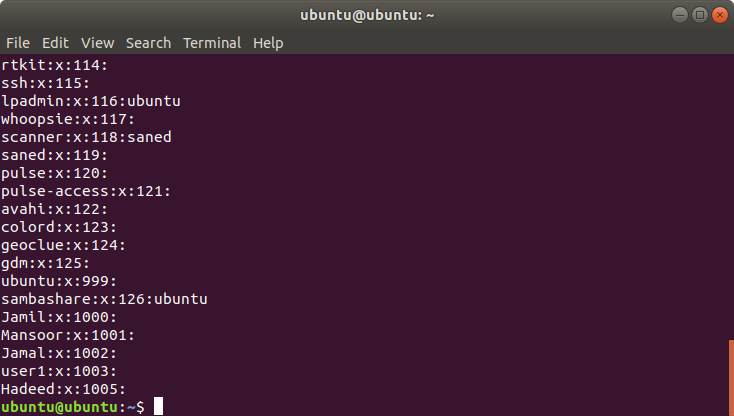 ubuntu@ubuntu: ~
File Edit View Search Terminal Help
rtkit:x:114:
ssh:x:115:
lpadmin:x:116:ubuntu
whoopsie:x:117:
scanner:x:118:saned
saned:x:119:
pulse:x:120:
pulse-access:x:121:
avahi:x:122:
colord:x:123:
geoclue:x:124:
gdm:x:125:
ubuntu:x:999:
sambashare:x:126:ubuntu
Jamil:x:1000:
Mansoor:x:1001:
Jamal:x:1002:
user1:x:1003:
Hadeed:x:1005:
ubuntu@ubuntu:~$